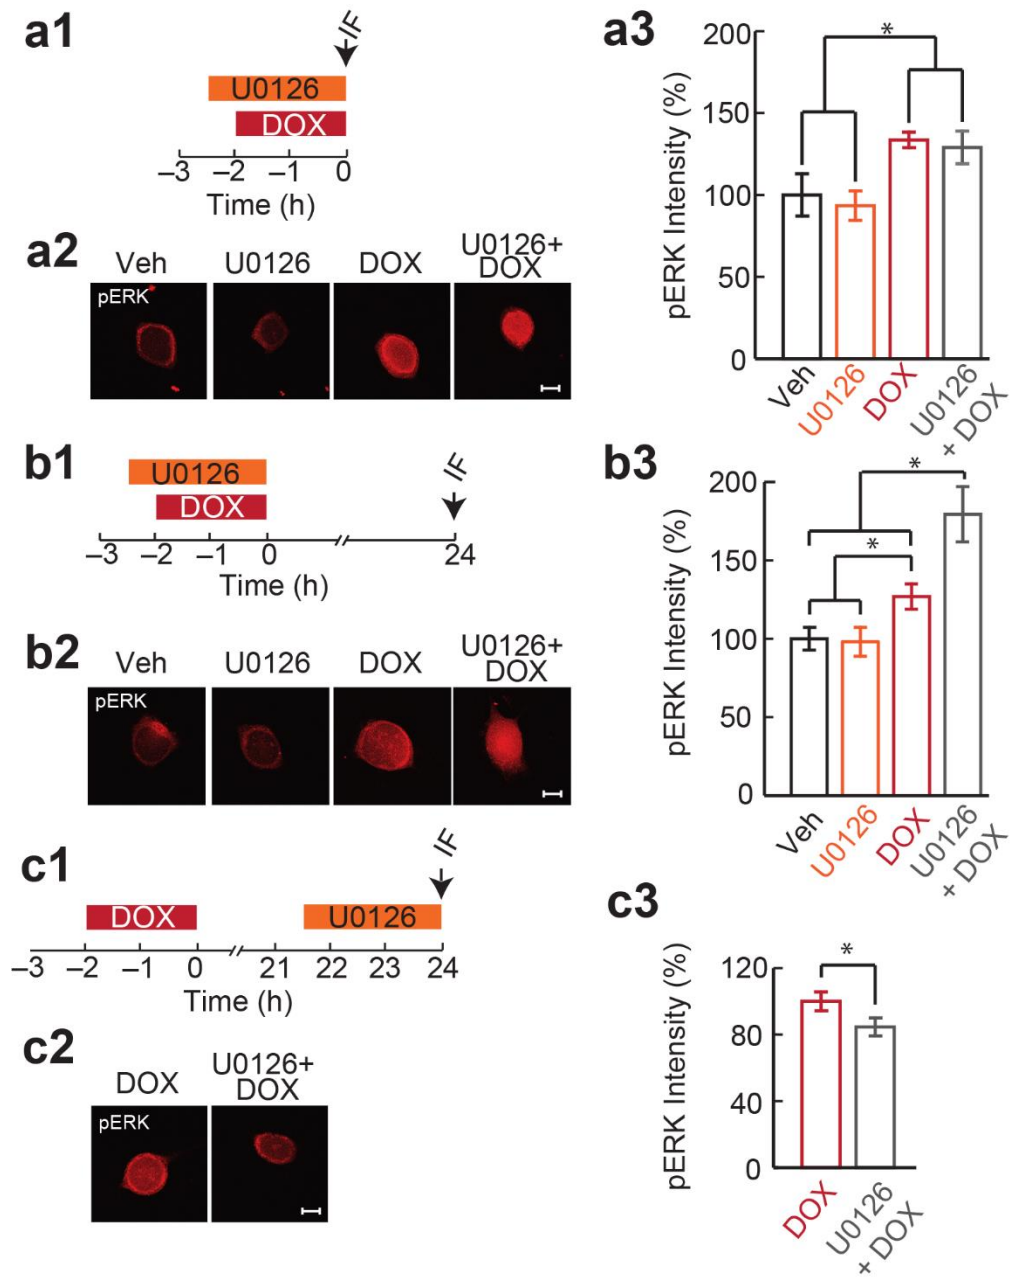 a1
IF
U0126
DOX
–3 –2 –1 0
Time (h)
a2
Veh U0126 DOX U0126+
DOX
pERK
a3
200
*
150
100
50
0
pERK Intensity (%)
Veh
U0126
DOX
U0126
+ DOX
b1
IF
U0126
DOX
–3 –2 –1 0 24
Time (h)
b2
Veh U0126 DOX U0126+
DOX
pERK
b3
200
*
*
150
100
50
0
pERK Intensity (%)
Veh
U0126
DOX
U0126
+ DOX
c1
IF
DOX U0126
–3 –2 –1 0 21 22 23 24
Time (h)
c2
DOX U0126+
DOX
pERK
c3
120
*
80
40
0
pERK Intensity (%)
DOX
U0126
+ DOX